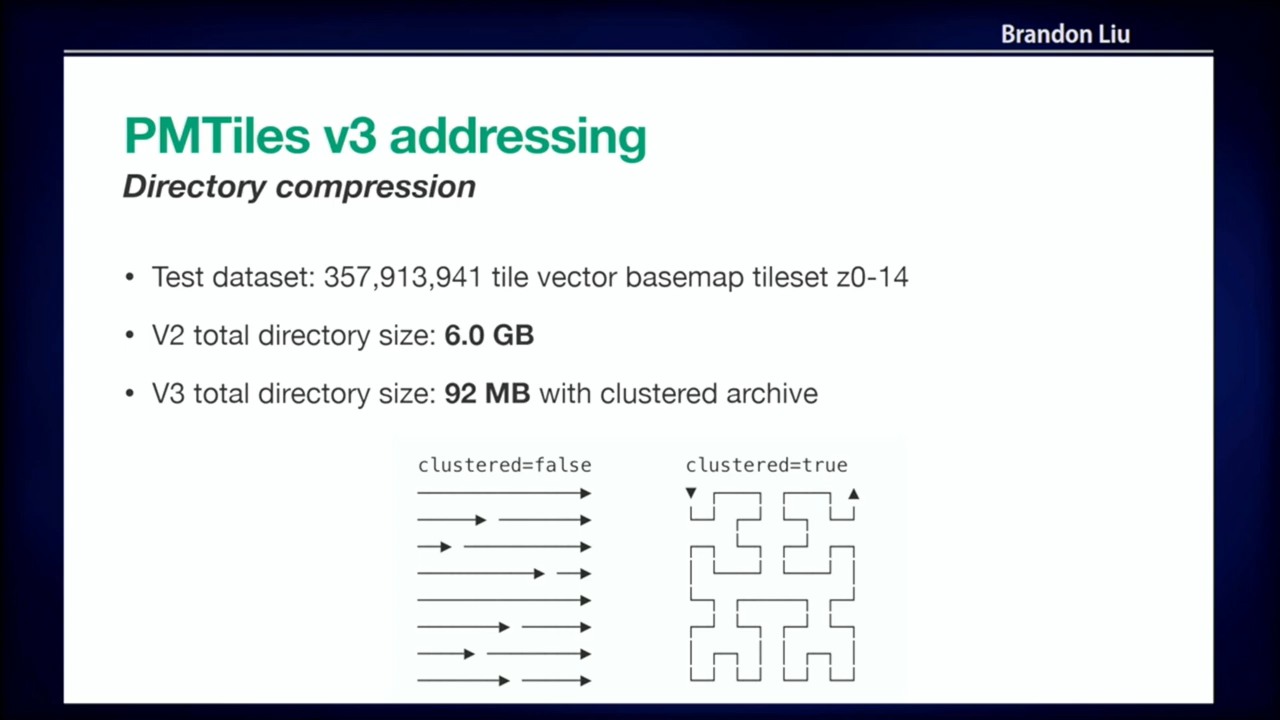 Brandon Liu
PMTiles v3 addressing
Directory compression
• Test dataset: 357,913,941 tile vector basemap tileset z0-14
• V2 total directory size: 6.0 GB
• V3 total directory size: 92 MB with clustered archive
clustered=false
clustered=true